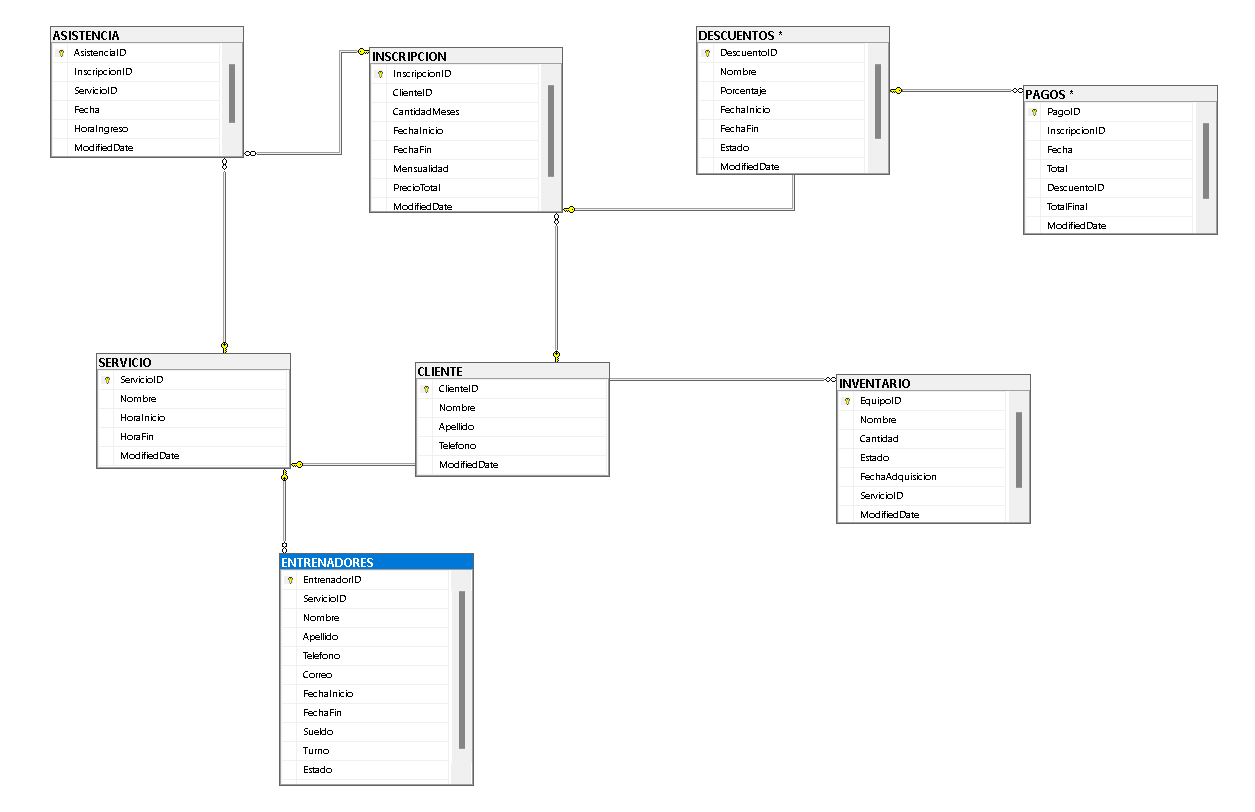 ASISTENCIA
AsistenciaID
InscripcionID
ServicioID
Fecha
HoraIngreso
ModifiedDate
INSCRIPCION
InscripcionID
ClienteID
CantidadMeses
FechaInicio
FechaFin
Mensualidad
PrecioTotal
ModifiedDate
DESCUENTOS *
DescuentoID
Nombre
Porcentaje
FechaInicio
FechaFin
Estado
ModifiedDate
PAGOS *
PagoID
InscripcionID
Fecha
Total
DescuentoID
TotalFinal
ModifiedDate
SERVICIO
ServicioID
Nombre
HoraInicio
HoraFin
ModifiedDate
CLIENTE
ClienteID
Nombre
Apellido
Telefono
ModifiedDate
INVENTARIO
EquipoID
Nombre
Cantidad
Estado
FechaAdquisicion
ServicioID
ModifiedDate
ENTRENADORES
EntrenadorID
ServicioID
Nombre
Apellido
Telefono
Correo
FechaInicio
FechaFin
Sueldo
Turno
Estado